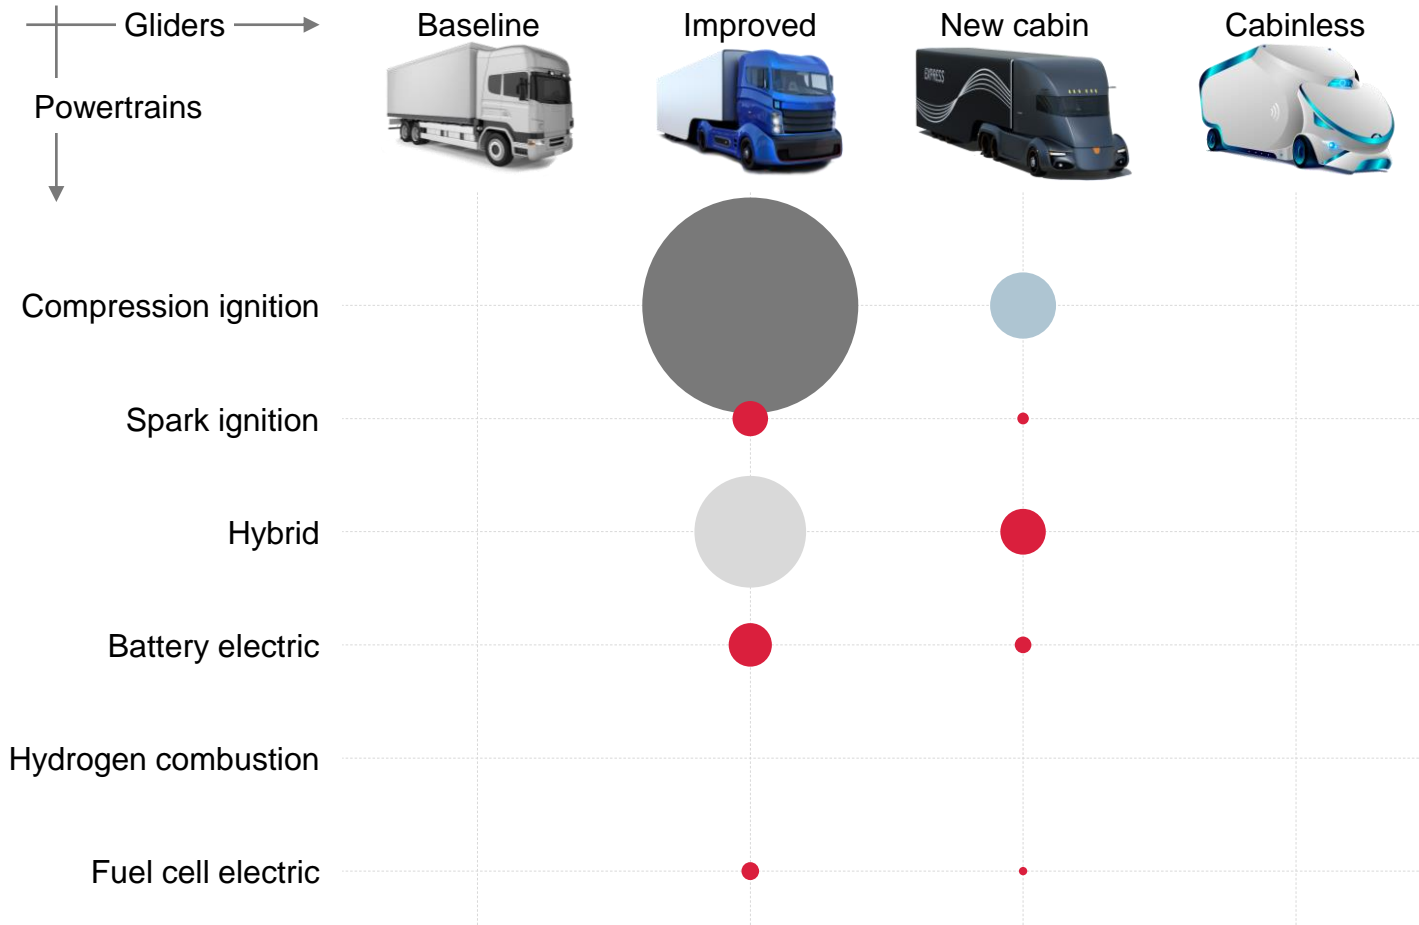 Gliders
Baseline
Improved
New cabin
Cabinless
Powertrains
EXPRESS
Compression ignition
Spark ignition
Hybrid
Battery electric
Hydrogen combustion
Fuel cell electric